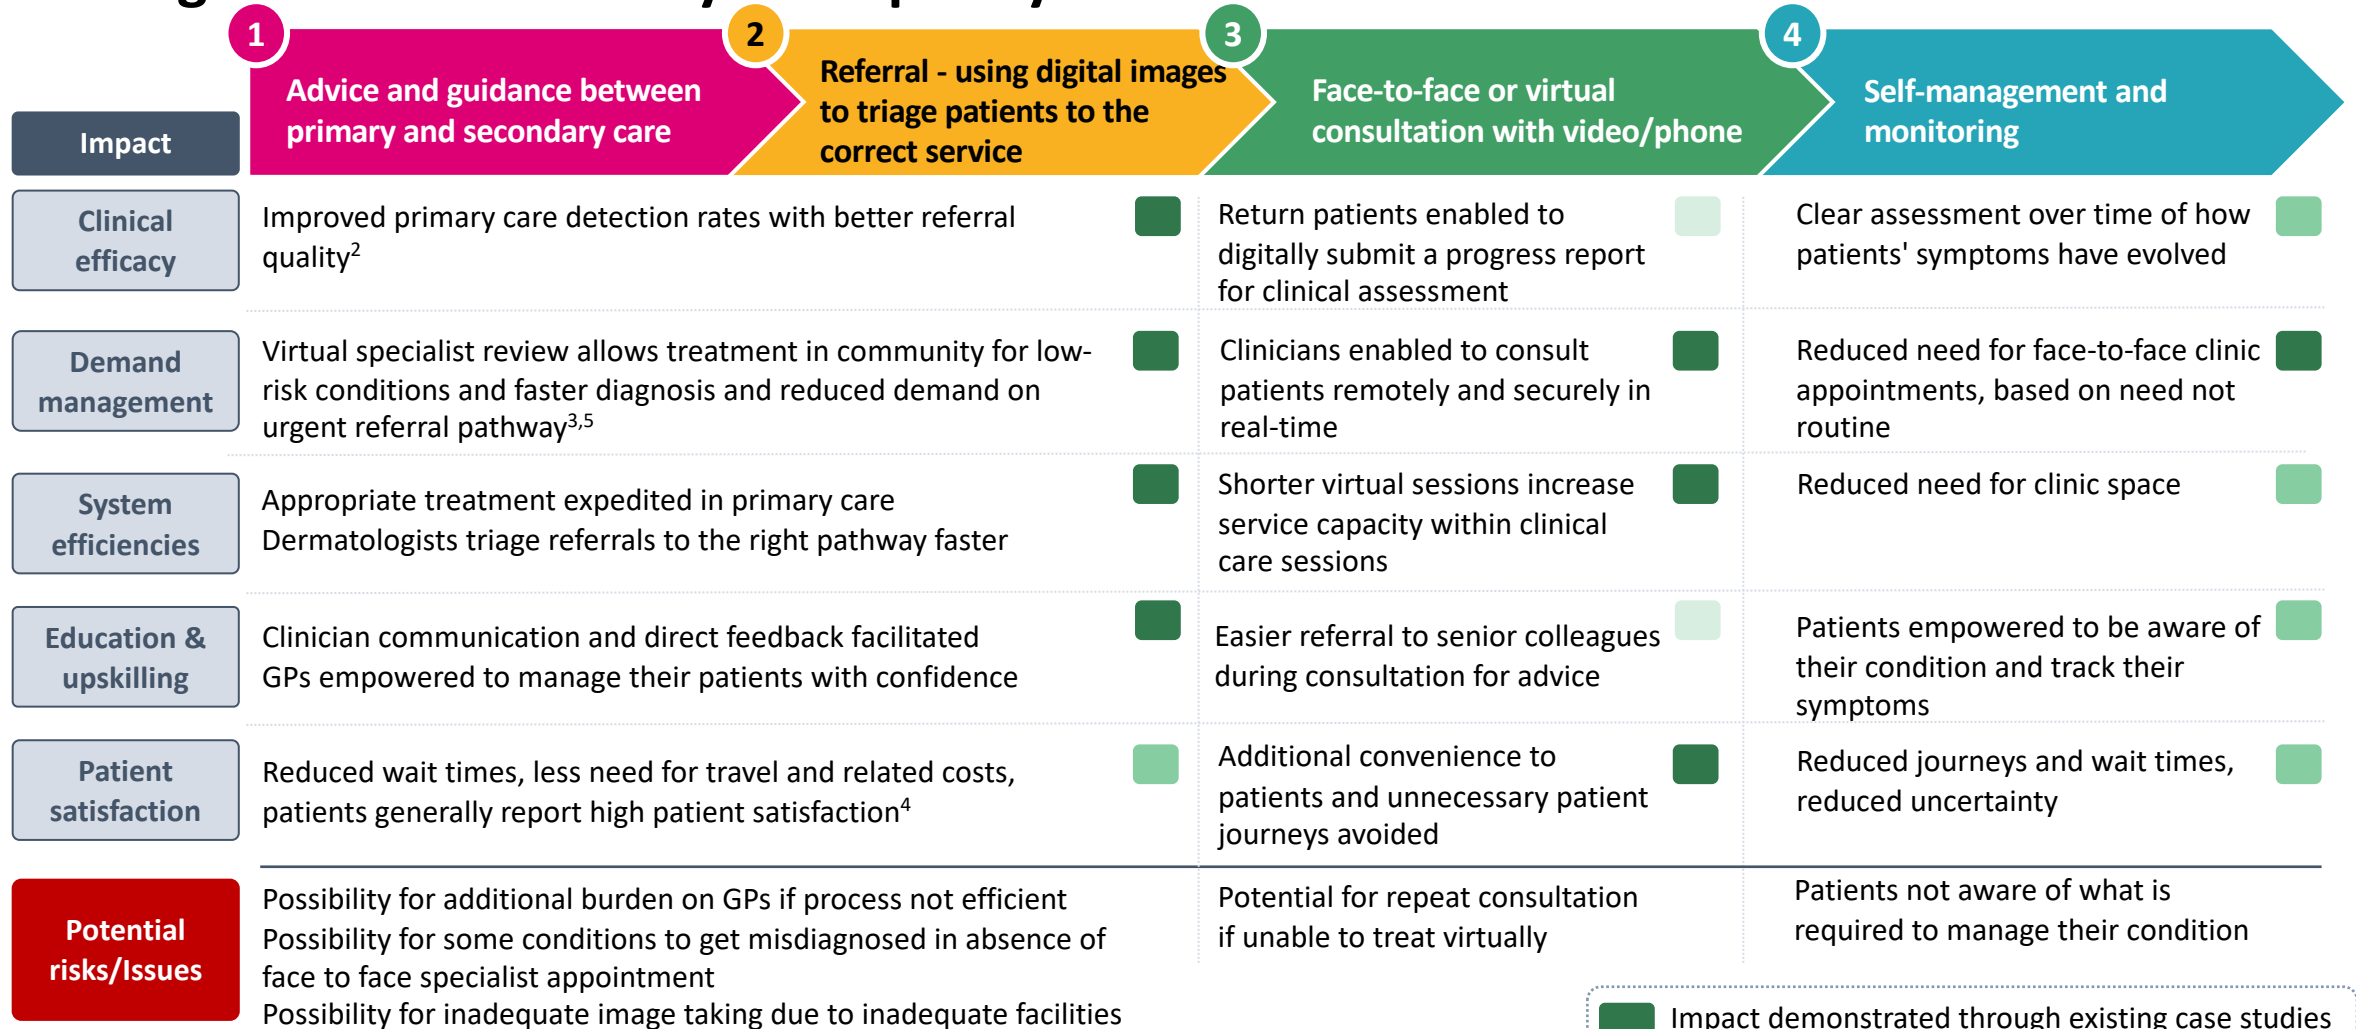 1
2
3
4
Advice and guidance between
primary and secondary care
Referral - using digital images
to triage patients to the
correct service
Face-to-face or virtual
consultation with video/phone
Self-management and
monitoring
Impact
Clinical
efficacy
Improved primary care detection rates with better referral
quality2
Return patients enabled to
digitally submit a progress report
for clinical assessment
Clear assessment over time of how
patients' symptoms have evolved
Demand
management
Virtual specialist review allows treatment in community for low-
risk conditions and faster diagnosis and reduced demand on
urgent referral pathway3,5
Clinicians enabled to consult
patients remotely and securely in
real-time
Reduced need for face-to-face clinic
appointments, based on need not
routine
System
efficiencies
Appropriate treatment expedited in primary care
Dermatologists triage referrals to the right pathway faster
Shorter virtual sessions increase
service capacity within clinical
care sessions
Reduced need for clinic space
Education &
upskilling
Clinician communication and direct feedback facilitated
GPs empowered to manage their patients with confidence
Easier referral to senior colleagues
during consultation for advice
Patients empowered to be aware of
their condition and track their
symptoms
Patient
satisfaction
Reduced wait times, less need for travel and related costs,
patients generally report high patient satisfaction4
Additional convenience to
patients and unnecessary patient
journeys avoided
Reduced journeys and wait times,
reduced uncertainty
Potential
risks/Issues
Possibility for additional burden on GPs if process not efficient
Possibility for some conditions to get misdiagnosed in absence of
face to face specialist appointment
Possibility for inadequate image taking due to inadequate facilities
Potential for repeat consultation
if unable to treat virtually
Patients not aware of what is
required to manage their condition
Impact demonstrated through existing case studies